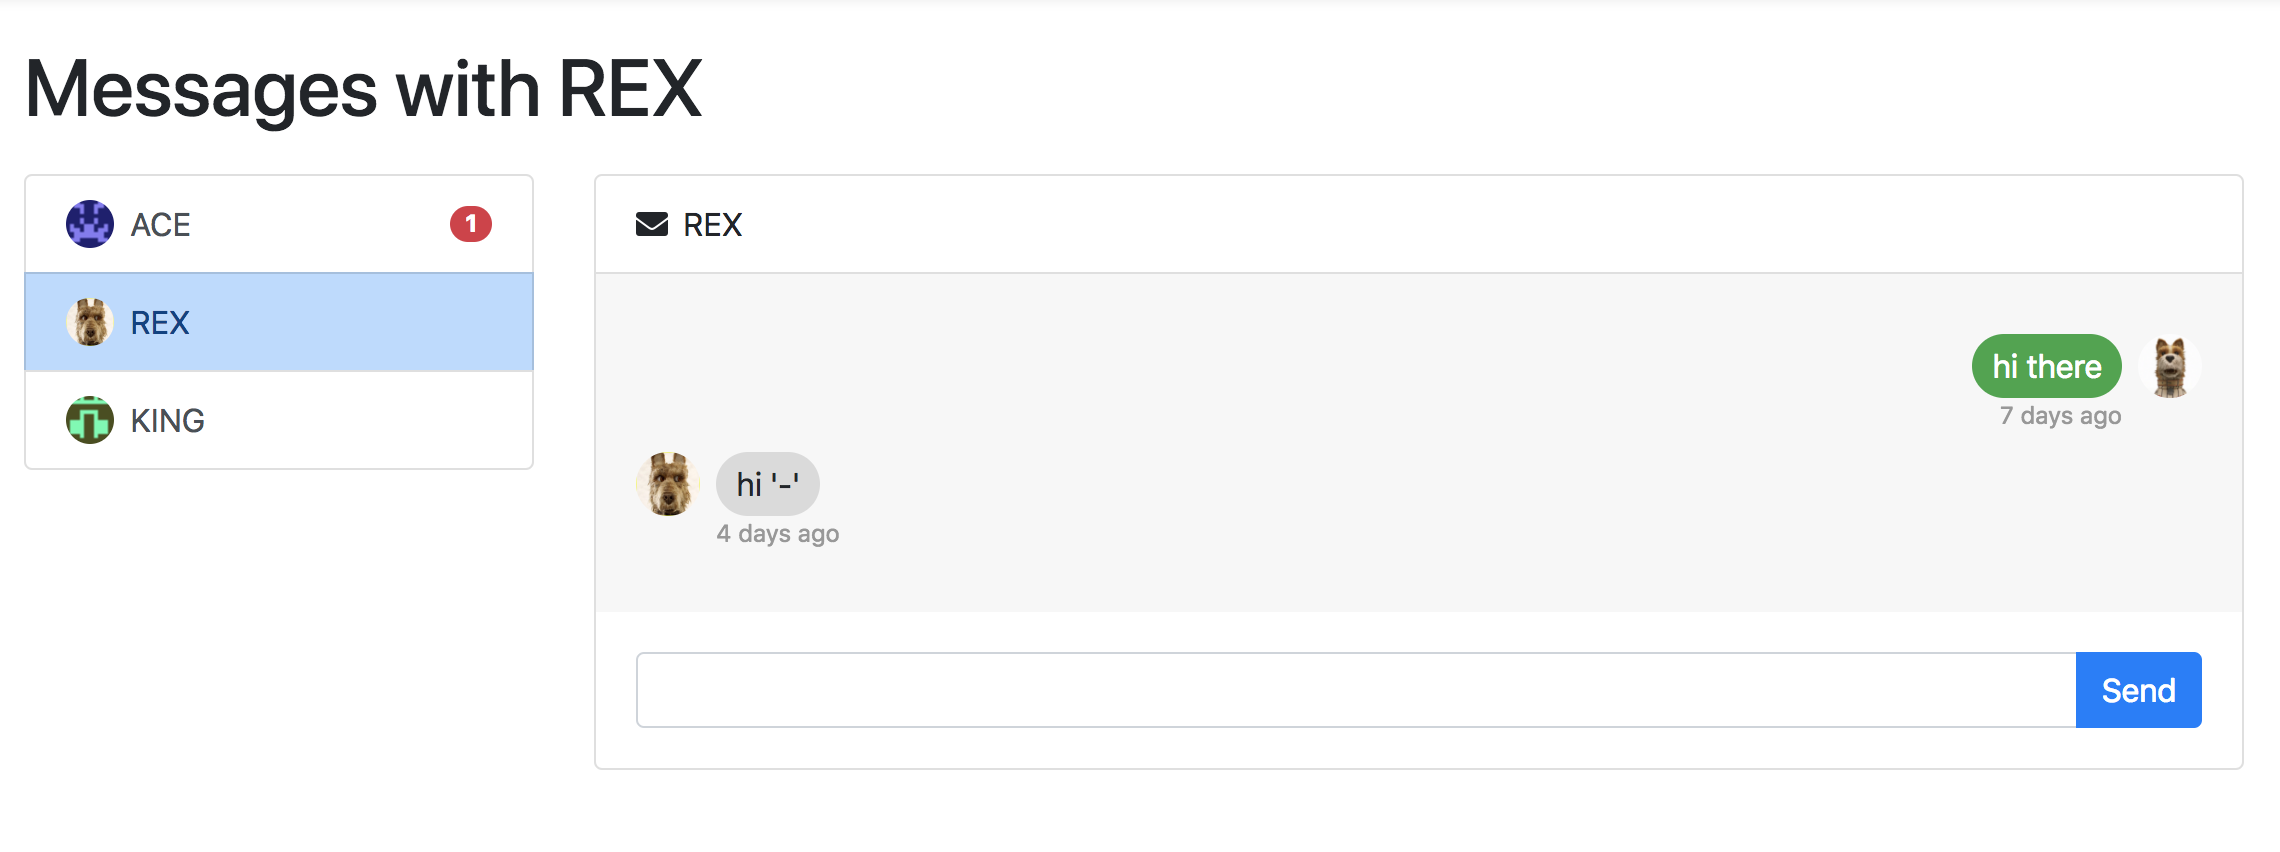 Messages with REX
ACE
1
REX
KING
REX
hi there
7 days ago
hi '-'
4 days ago
Send